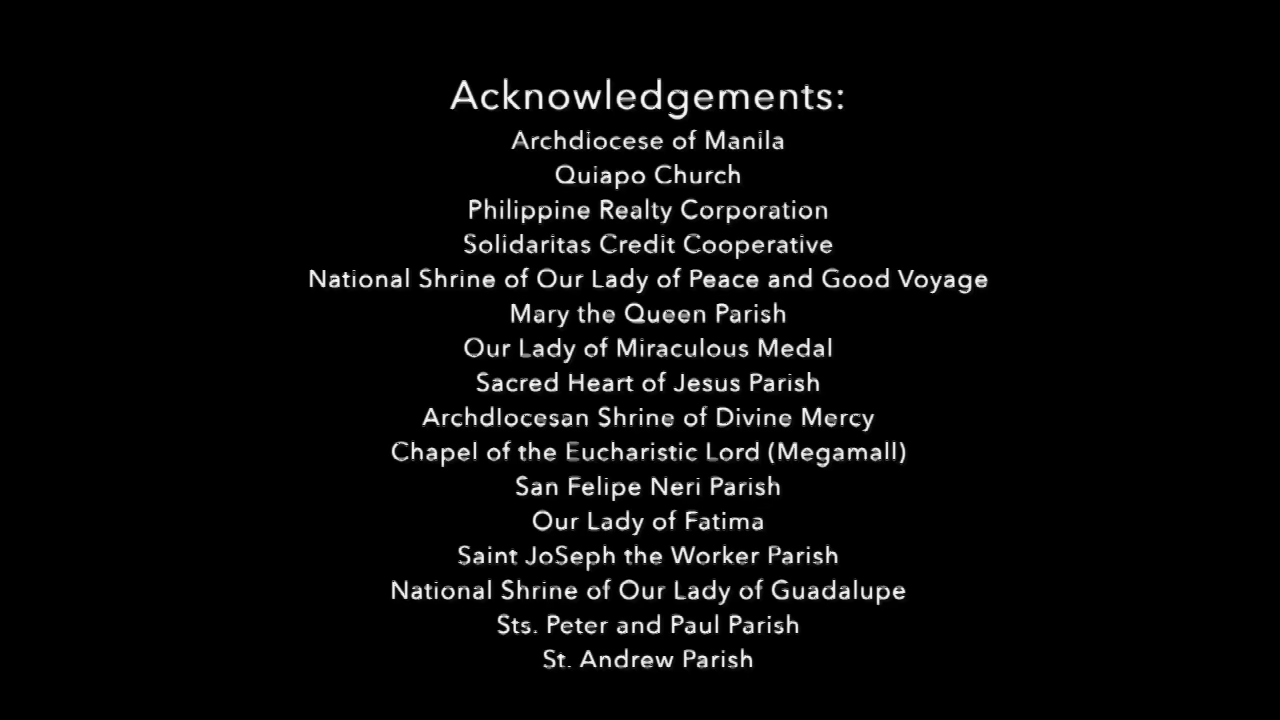 Acknowledgements:
Archdiocese of Manila
Quiapo Church
Philippine Realty Corporation
Solidaritas Credit Cooperative
National Shrine of Our Lady of Peace and Good Voyage
Mary the Queen Parish
Our Lady of Miraculous Medal
Sacred Heart of Jesus Parish
ArchdIocesan Shrine of Divine Mercy
Chapel of the Eucharistic Lord (Megamall)
San Felipe Neri Parish
Our Lady of Fatima
Saint JoSeph the Worker Parish
National Shrine of Our Lady of Guadalupe
Sts. Peter and Paul Parish
St. Andrew Parish